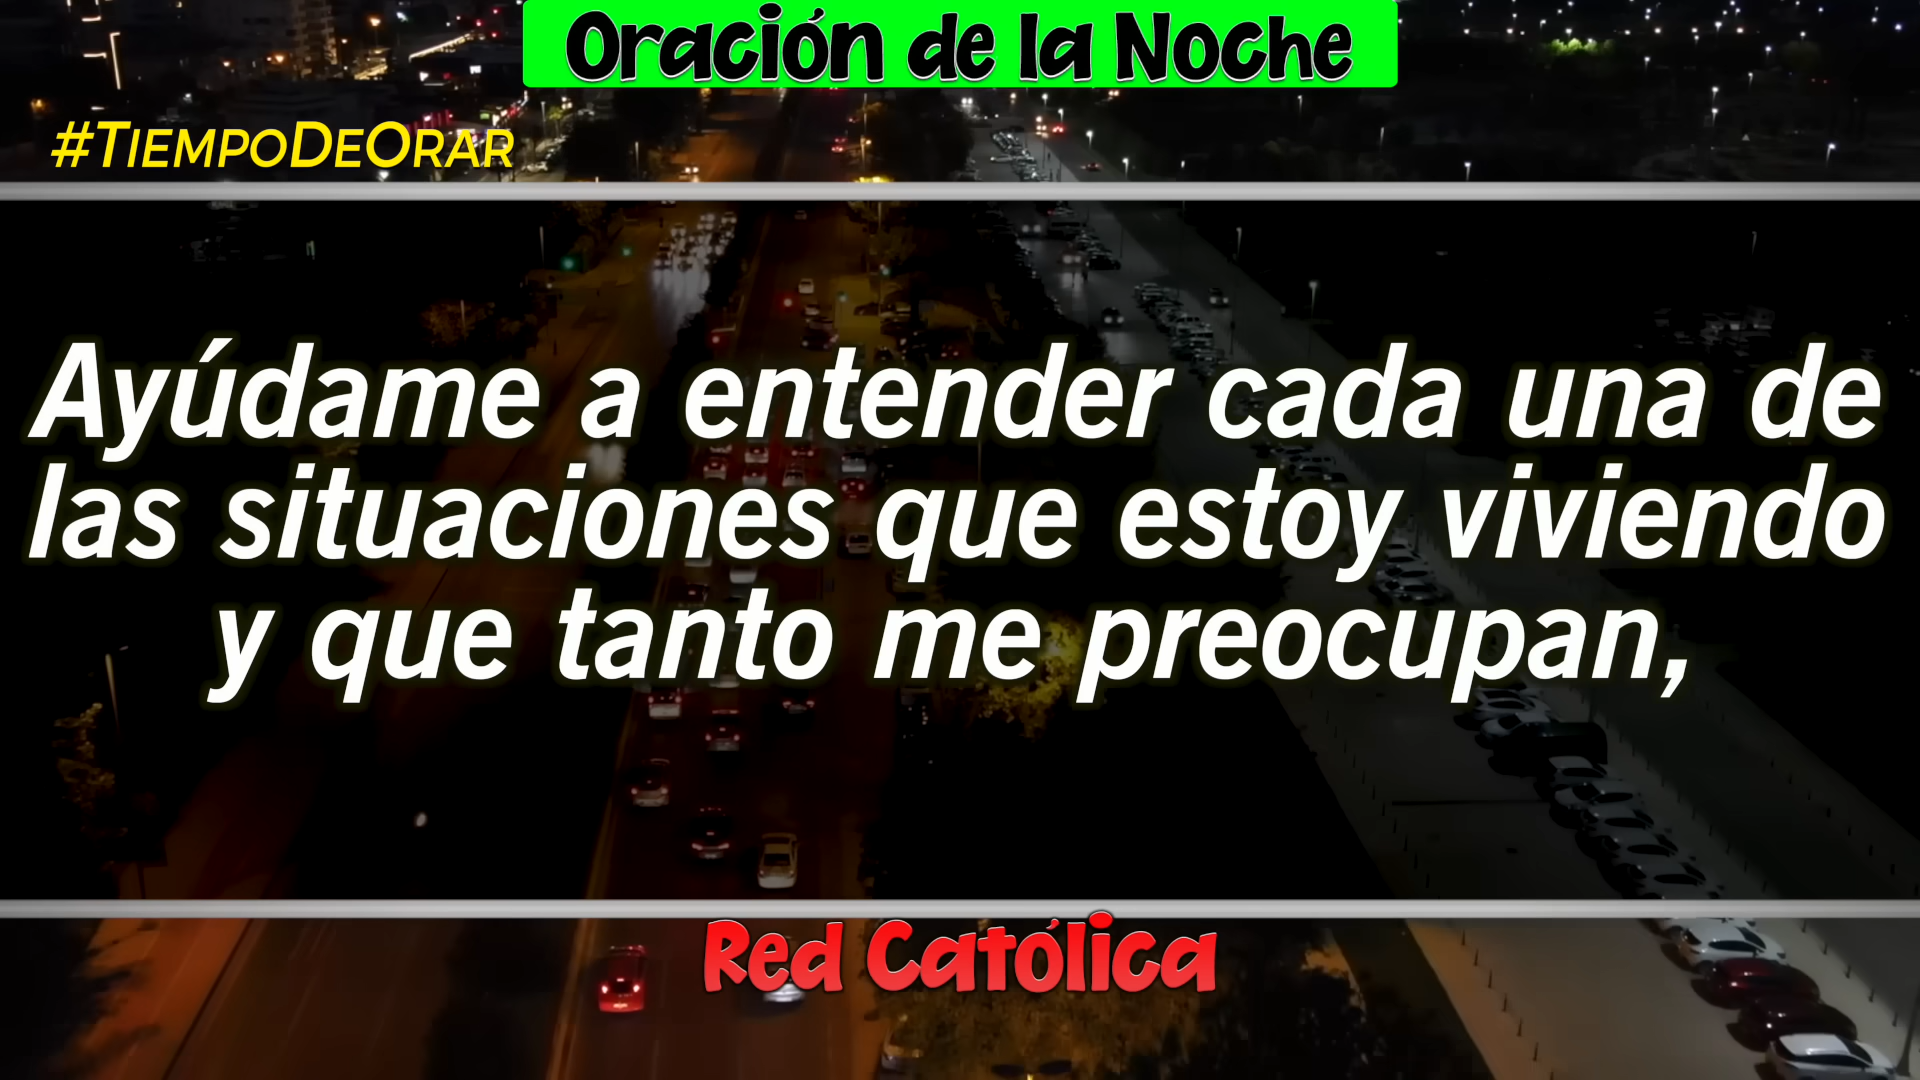 Oración de la Noche
#TiempoDeOrar
Ayúdame a entender cada una de
las situaciones que estoy viviendo
y que tanto me preocupan,
Red Católica